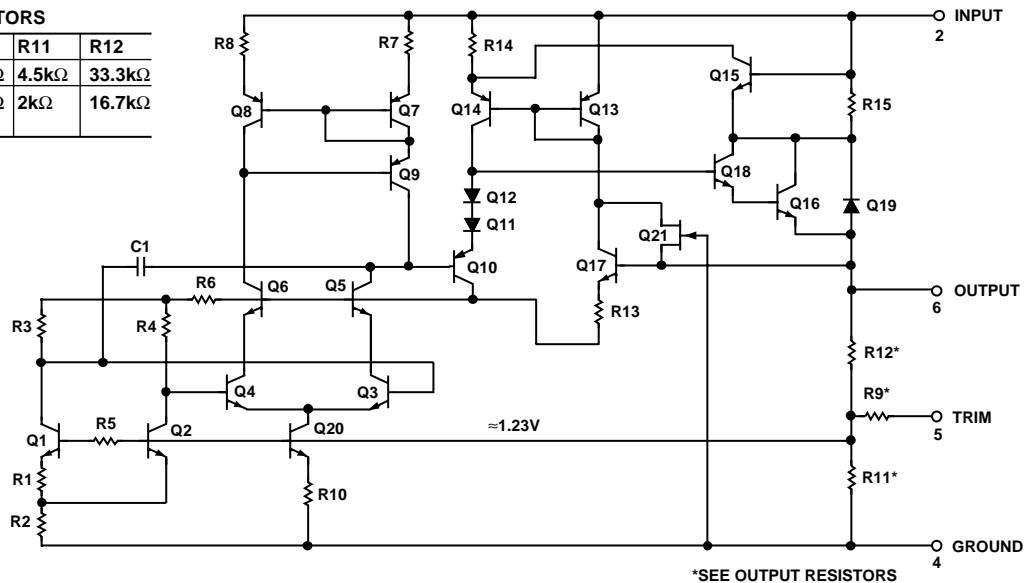 TORS
R11 R12
Ω 4.5kΩ 33.3kΩ
Ω 2kΩ 16.7kΩ
INPUT
2
R8
R7
R14
Q15
R15
Q8
Q7
Q14
Q13
Q9
Q18
Q16
Q19
Q12
Q11
Q21
C1
Q10
Q17
R6
Q6
Q5
OUTPUT
6
R3
R4
R13
R12*
Q4
Q3
R9*
TRIM
5
R5
Q2
Q20
≈1.23V
Q1
R1
R10
R11*
R2
GROUND
4
*SEE OUTPUT RESISTORS